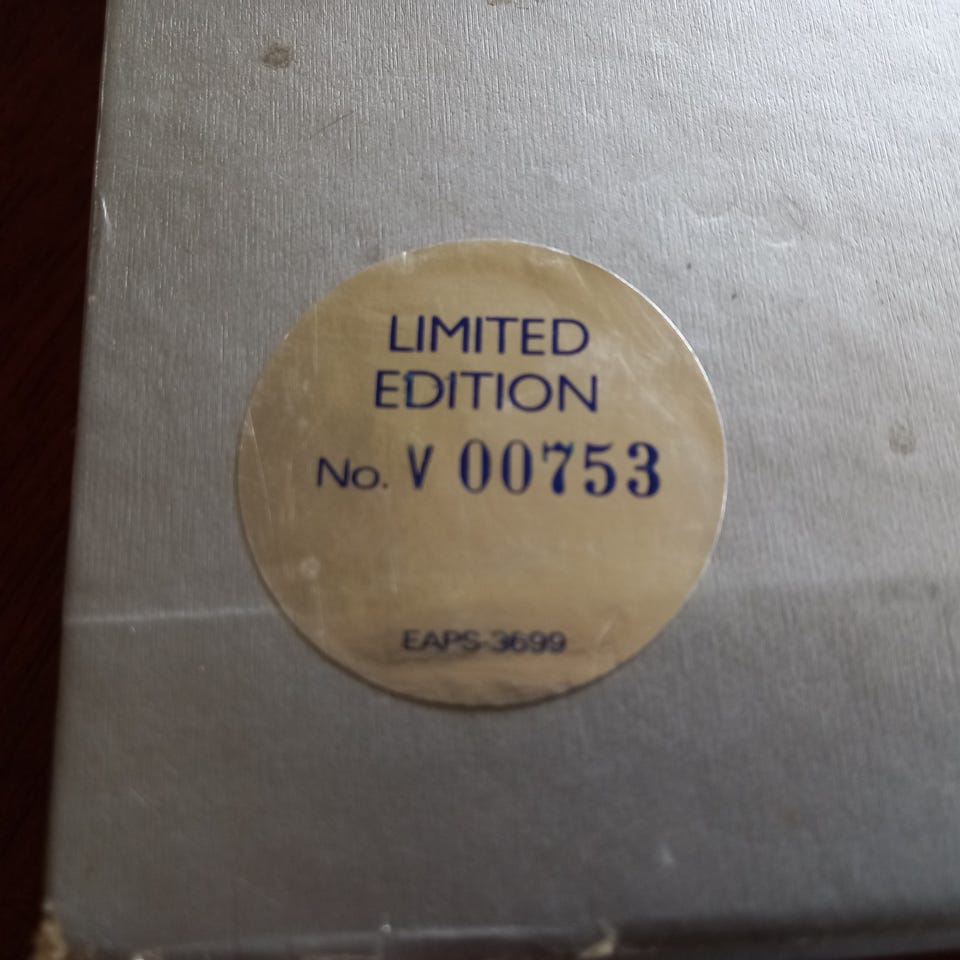 LIMITED
EDITION
No. V 00753
EAPS-3699